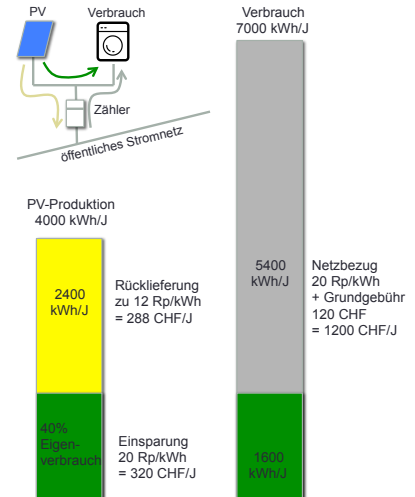 PV
Verbrauch
Zähler
öffentliches Stromnetz
Verbrauch
7000 kWh/J
PV-Produktion
4000 kWh/J
2400
kWh/J
Rücklieferung
zu 12 Rp/kWh
= 288 CHF/J
5400
kWh/J
Netzbezug
20 Rp/kWh
+ Grundgebühr
120 CHF
= 1200 CHF/J
40%
Eigen-
verbrauch
Einsparung
20 Rp/kWh
= 320 CHF/J
1600
kWh/J